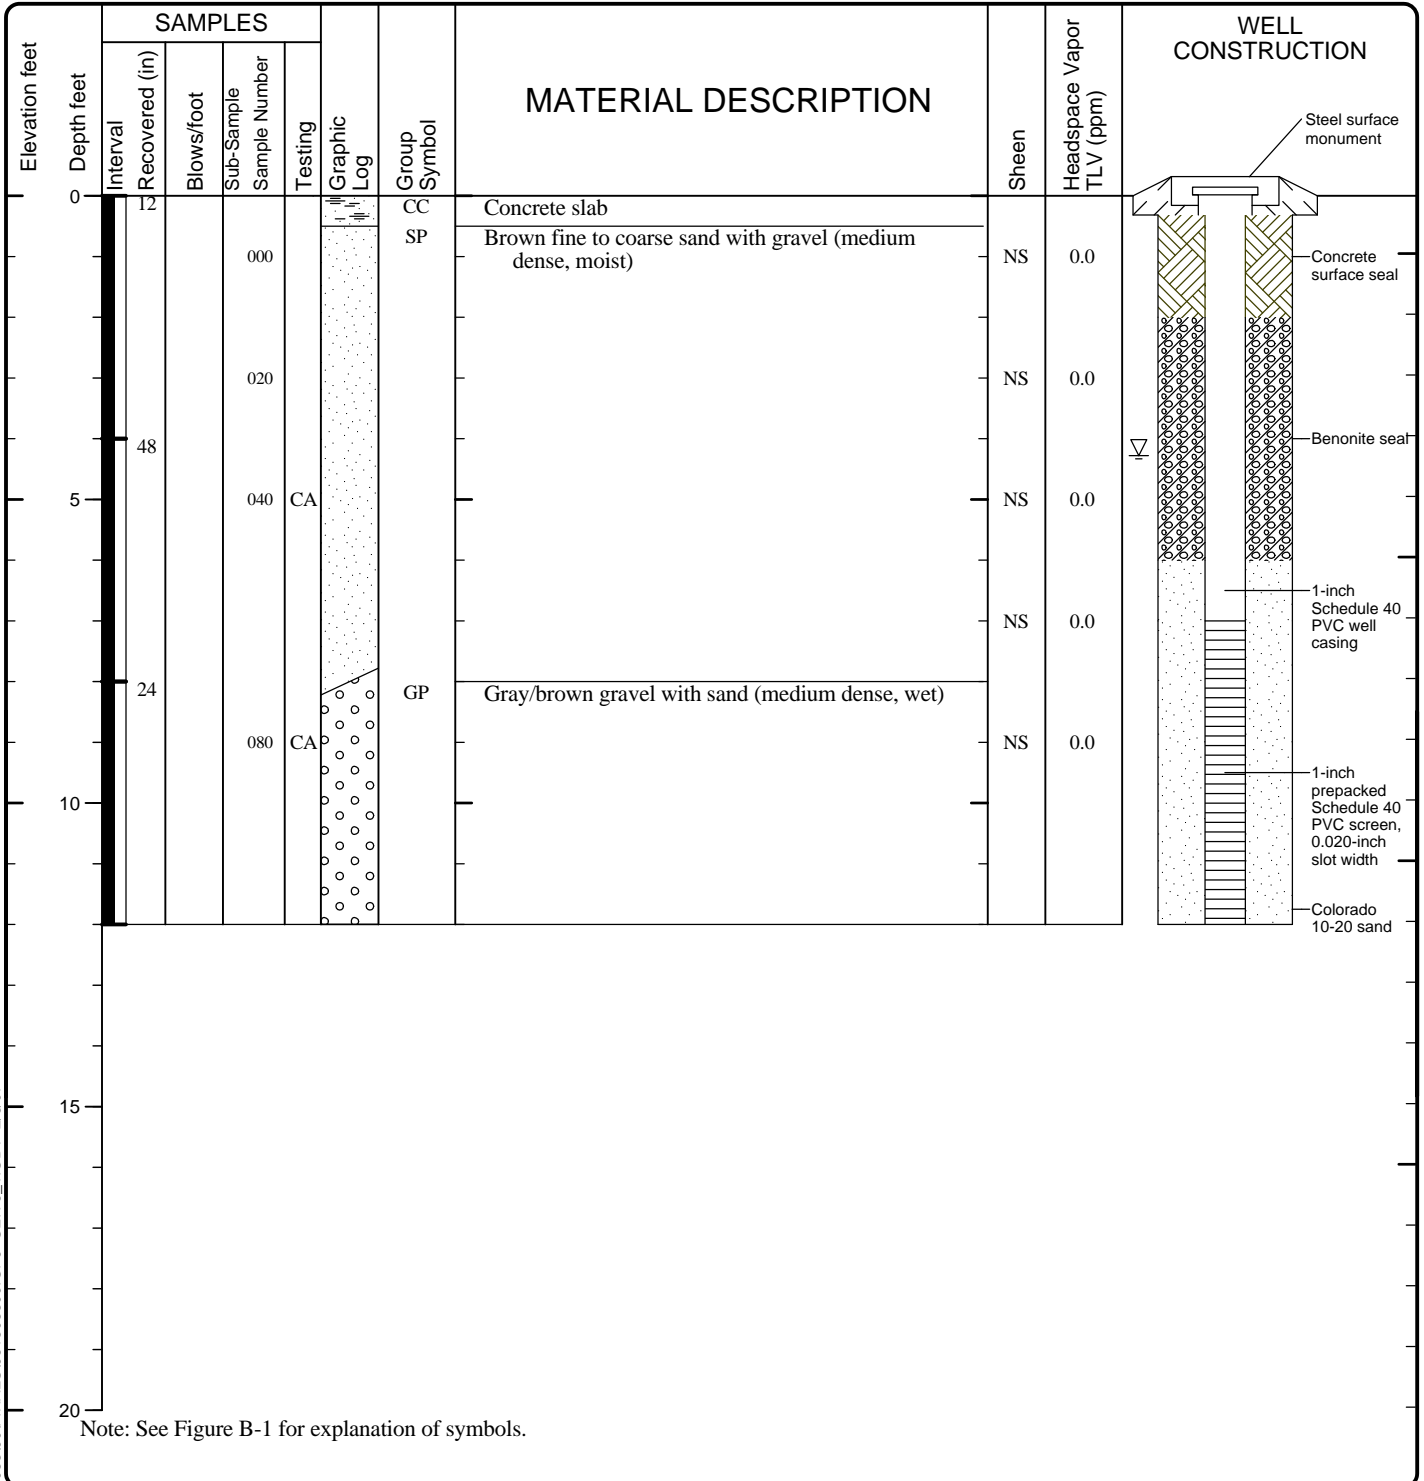 SAMPLES
Elevation feet
Depth feet
Interval
Recovered (in)
Blows/foot
Sub-Sample
Sample Number
Testing
Graphic
Log
Group
Symbol
MATERIAL DESCRIPTION
Sheen
Headspace Vapor
TLV (ppm)
WELL
CONSTRUCTION
Steel surface
monument
0
12
CC
Concrete slab
SP
Brown fine to coarse sand with gravel (medium
dense, moist)
000
NS
0.0
Concrete
surface seal
020
NS
0.0
48
Benonite seal
5
040
CA
NS
0.0
1-inch
Schedule 40
PVC well
casing
NS
0.0
24
GP
Gray/brown gravel with sand (medium dense, wet)
080
CA
NS
0.0
1-inch
prepacked
Schedule 40
PVC screen,
0.020-inch
slot width
10
Colorado
10-20 sand
15
20
Note: See Figure B-1 for explanation of symbols.